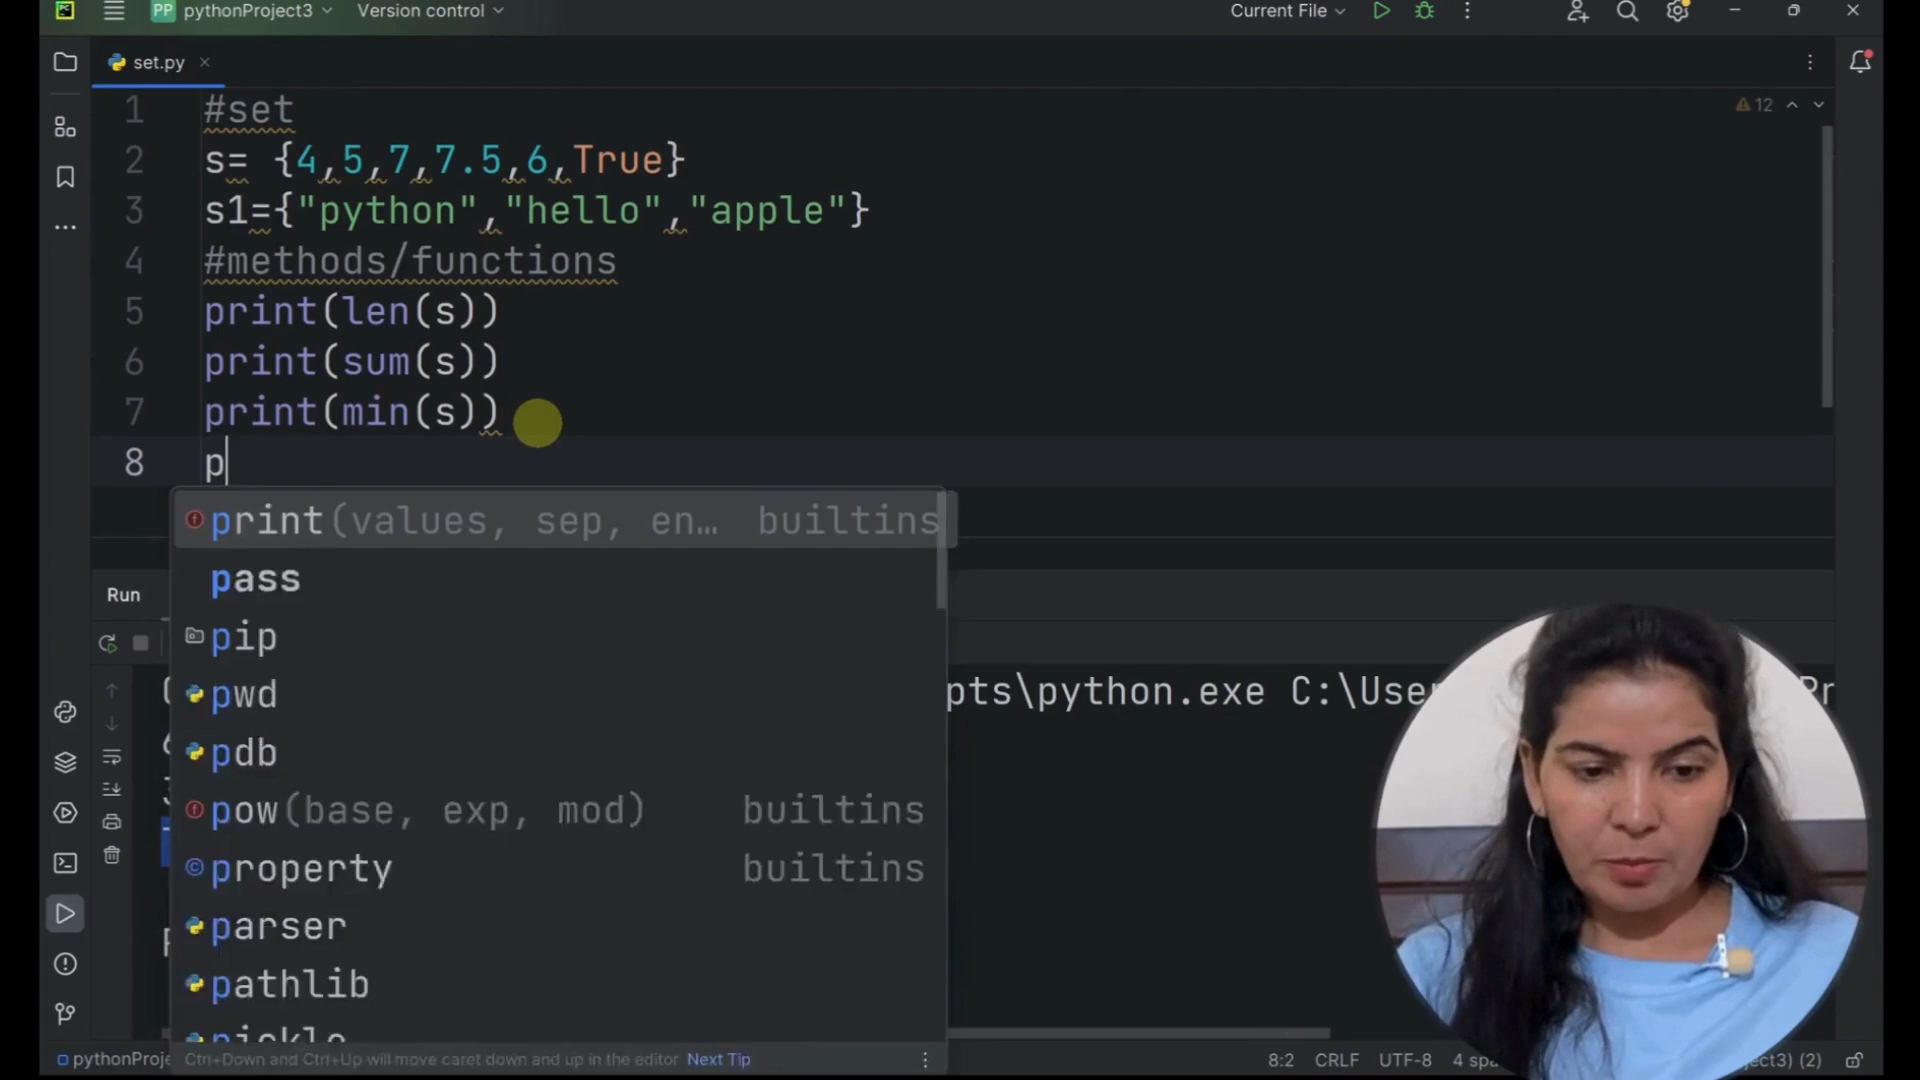 PC
PP pythonProject3 Version control Current File
set.py
12
1 #set
2 s= {4,5,7,7.5,6,True}
3 s1={"python","hello","apple"}
4 #methods/functions
5 print(len(s))
6 print(sum(s))
7 print(min(s))
8 p
print(values, sep, en… builtins
pass
pip
pwd
pdb
pow(base, exp, mod) builtins
property builtins
parser
pathlib
pickle
Ctrl+Down and Ctrl+Up will move caret down and up in the editor Next Tip
Run
pts\python.exe C:\User
6
pythonProje 8:2 CRLF UTF-8 4 spa ject3) (2)